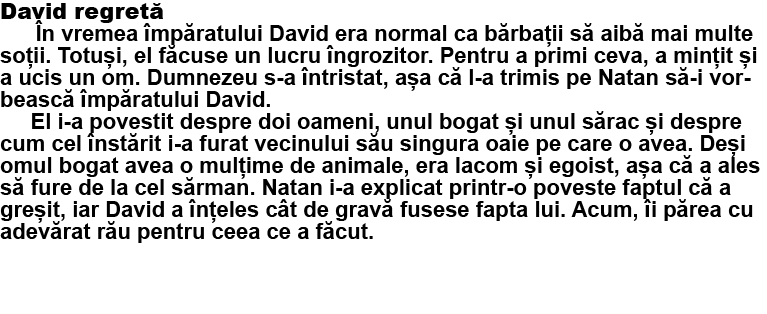 David regretă
În vremea împăratului David era normal ca bărbații să aibă mai multe
soții. Totuși, el făcuse un lucru îngrozitor. Pentru a primi ceva, a mințit și
a ucis un om. Dumnezeu s-a întristat, așa că l-a trimis pe Natan să-i vor-
bească împăratului David.
El i-a povestit despre doi oameni, unul bogat și unul sărac și despre
cum cel înstărit i-a furat vecinului său singura oaie pe care o avea. Deși
omul bogat avea o mulțime de animale, era lacom și egoist, așa că a ales
să fure de la cel sărman. Natan i-a explicat printr-o poveste faptul că a
greșit, iar David a înțeles cât de gravă fusese fapta lui. Acum, îi părea cu
adevărat rău pentru ceea ce a făcut.